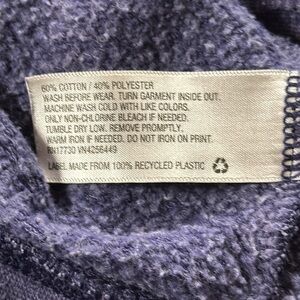 60% COTTON / 40% POLYESTER
WASH BEFORE WEAR. TURN GARMENT INSIDE OUT.
MACHINE WASH COLD WITH LIKE COLORS.
ONLY NON-CHLORINE BLEACH IF NEEDED.
TUMBLE DRY LOW. REMOVE PROMPTLY.
WARM IRON IF NEEDED. DO NOT IRON ON PRINT.
RN17730 VN4256449
LABEL MADE FROM 100% RECYCLED PLASTIC